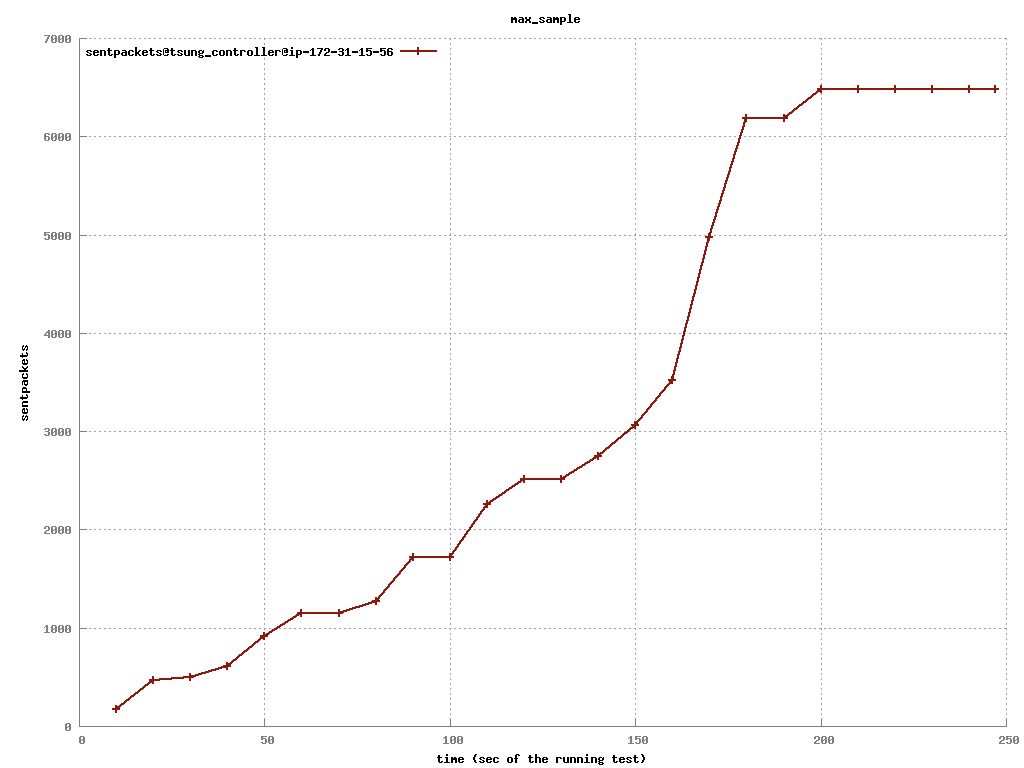 max_sample
sentpackets@tsung_controller@ip-172-31-15-56
7000
6000
5000
4000
3000
2000
1000
0
sentpackets
0 50 100 150 200 250
time (sec of the running test)